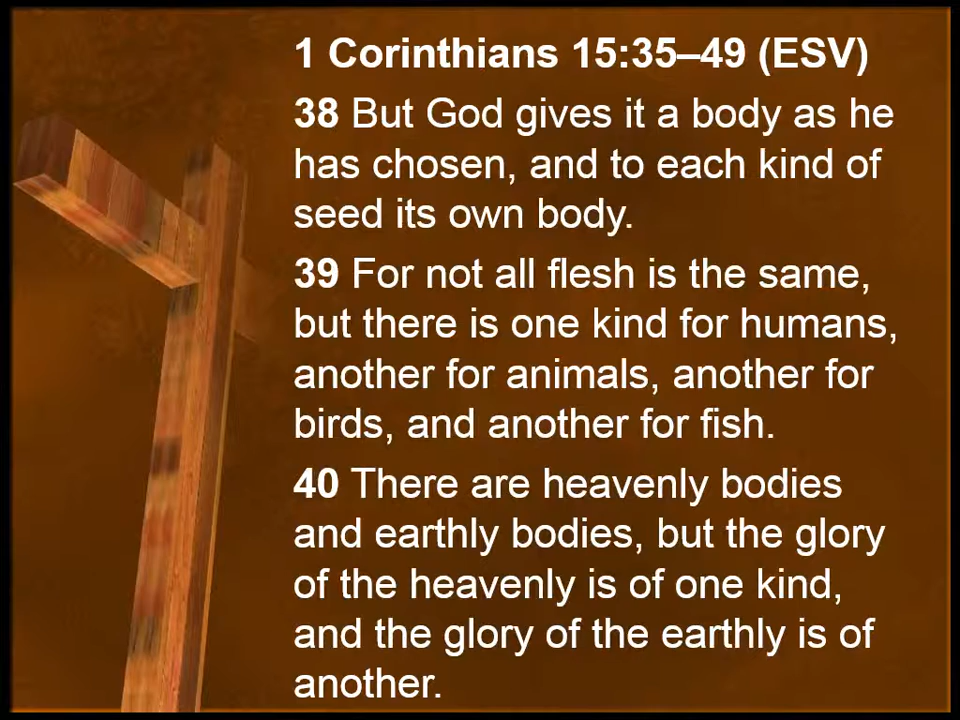 1 Corinthians 15:35–49 (ESV)
38 But God gives it a body as he
has chosen, and to each kind of
seed its own body.
39 For not all flesh is the same,
but there is one kind for humans,
another for animals, another for
birds, and another for fish.
40 There are heavenly bodies
and earthly bodies, but the glory
of the heavenly is of one kind,
and the glory of the earthly is of
another.